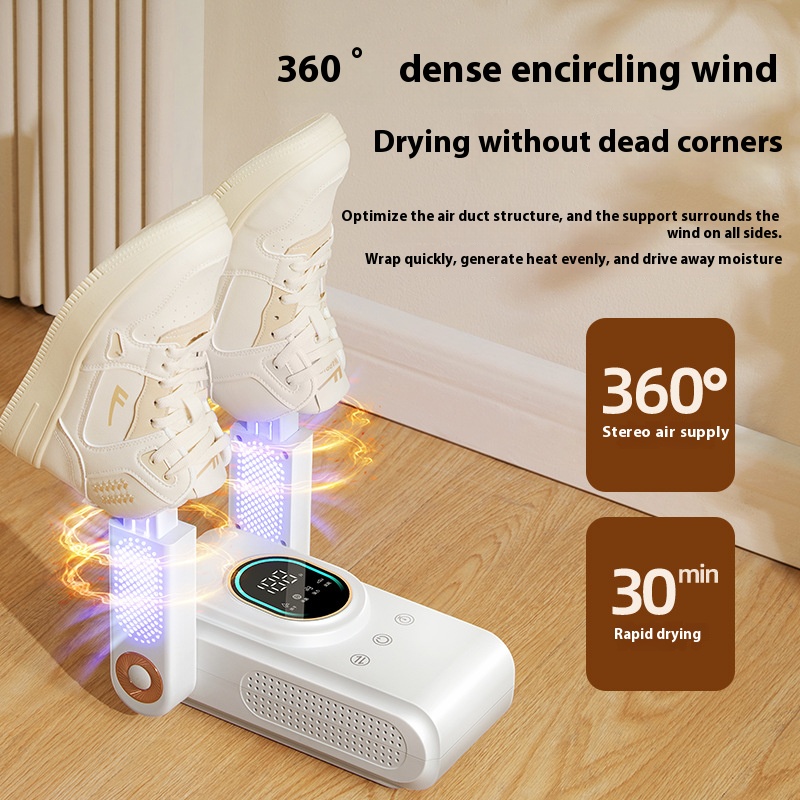 360° dense encircling wind
Drying without dead corners
Optimize the air duct structure, and the support surrounds the
wind on all sides.
Wrap quickly, generate heat evenly, and drive away moisture
360°
Stereo air supply
30min
Rapid drying